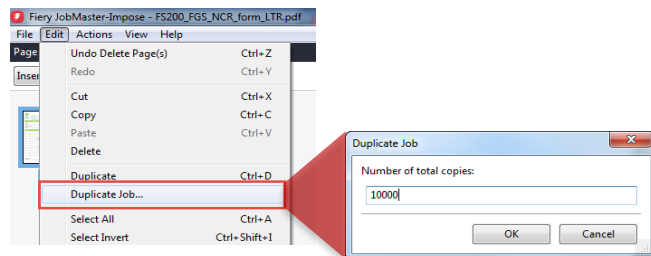 Fiery JobMaster-Impose - FS200_FGS_NCR_form_LTR.pdf
File Edit Actions View Help
Page
Inser
Undo Delete Page(s) Ctrl+Z
Redo Ctrl+Y
Cut Ctrl+X
Copy Ctrl+C
Paste Ctrl+V
Delete
Duplicate Ctrl+D
Duplicate Job...
Select All Ctrl+A
Select Invert Ctrl+Shift+I
Duplicate Job
Number of total copies:
10000
OK Cancel